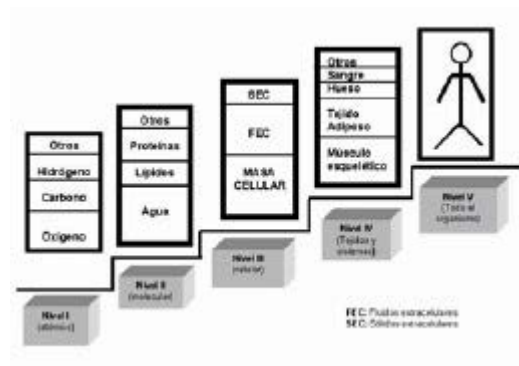 Otros
Hidrógeno
Carbono
Oxígeno
Nivel I
(atómico)
Otros
Proteínas
Lípidos
Agua
Nivel II
(molecular)
SEC
FEC
MASA
CELULAR
Nivel III
(celular)
Otros
Sangre
Hueso
Tejido
Adiposo
Músculo
esquelético
Nivel IV
(Tejidos y
sistemas)
Nivel V
(Todo el
organismo)
FEC: Fluidos extracelulares
SEC: Sólidos extracelulares